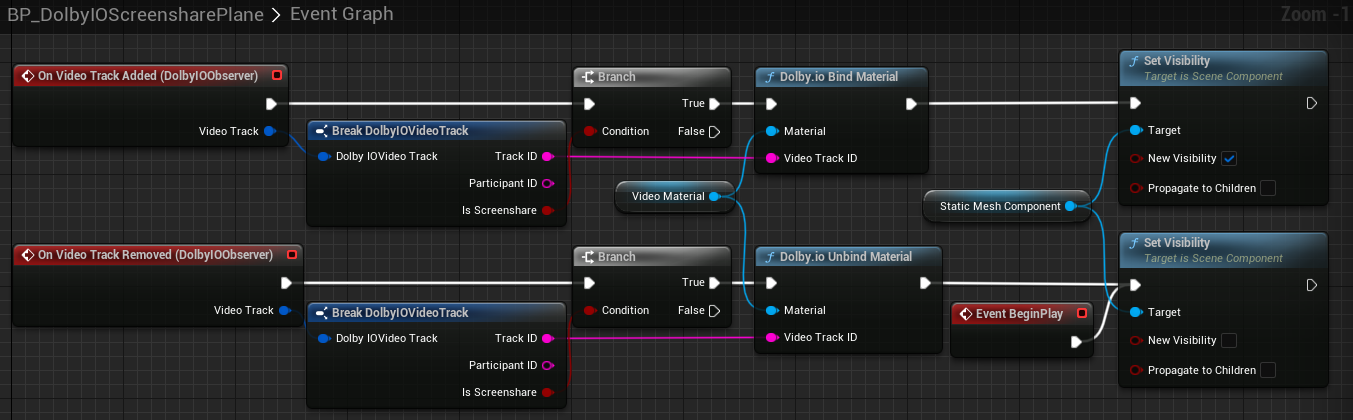 BP_DolbyIOScreensharePlane > Event Graph
Zoom -1
On Video Track Added (DolbyIOObserver)
Video Track
Break DolbyIOVideoTrack
Dolby IOVideo Track
Track ID
Participant ID
Is Screenshare
Branch
True
Condition
False
Dolby.io Bind Material
Material
Video Track ID
Video Material
Static Mesh Component
Set Visibility
Target is Scene Component
Target
New Visibility
Propagate to Children
On Video Track Removed (DolbyIOObserver)
Video Track
Break DolbyIOVideoTrack
Dolby IOVideo Track
Track ID
Participant ID
Is Screenshare
Branch
True
Condition
False
Dolby.io Unbind Material
Material
Video Track ID
Event BeginPlay
Set Visibility
Target is Scene Component
Target
New Visibility
Propagate to Children